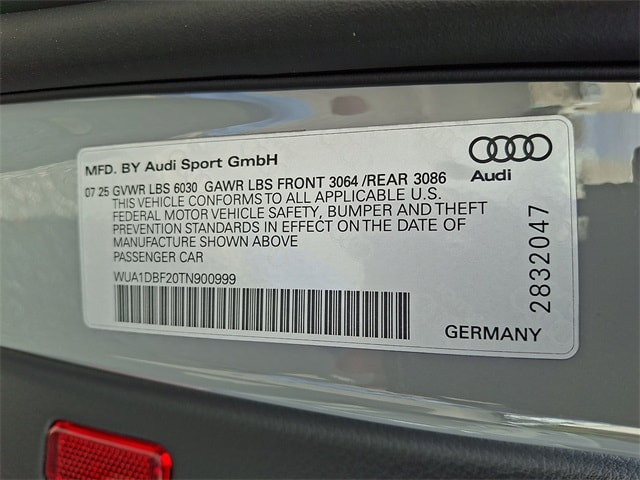 MFD. BY Audi Sport GmbH
07 25 GVWR LBS 6030 GAWR LBS FRONT 3064 /REAR 3086
THIS VEHICLE CONFORMS TO ALL APPLICABLE U.S.
FEDERAL MOTOR VEHICLE SAFETY, BUMPER AND THEFT
PREVENTION STANDARDS IN EFFECT ON THE DATE OF
MANUFACTURE SHOWN ABOVE
PASSENGER CAR
WUA1DBF20TN900999
Audi
2832047
GERMANY